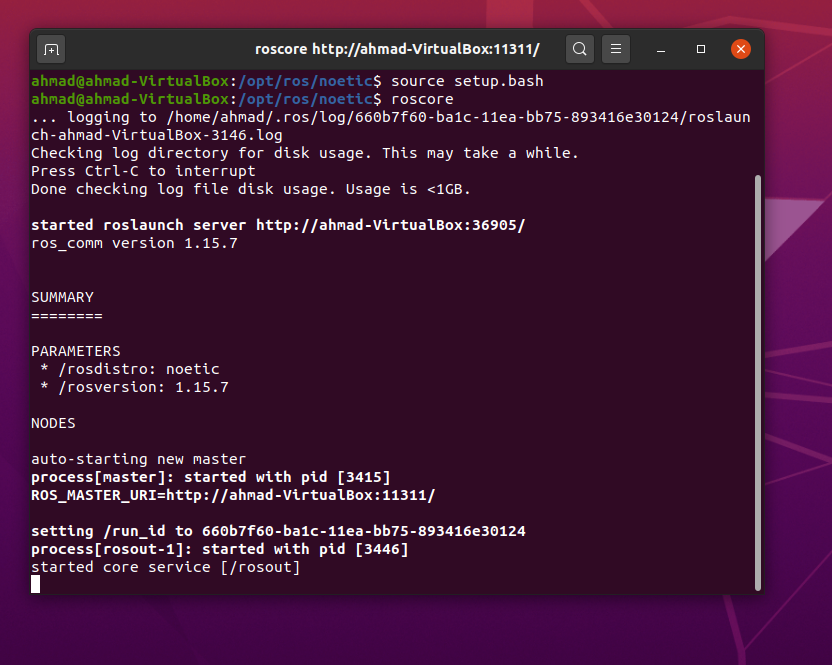 roscore http://ahmad-VirtualBox:11311/
ahmad@ahmad-VirtualBox:/opt/ros/noetic$ source setup.bash
ahmad@ahmad-VirtualBox:/opt/ros/noetic$ roscore
... logging to /home/ahmad/.ros/log/660b7f60-ba1c-11ea-bb75-893416e30124/roslaun
ch-ahmad-VirtualBox-3146.log
Checking log directory for disk usage. This may take a while.
Press Ctrl-C to interrupt
Done checking log file disk usage. Usage is <1GB.
started roslaunch server http://ahmad-VirtualBox:36905/
ros_comm version 1.15.7
SUMMARY
========
PARAMETERS
* /rosdistro: noetic
* /rosversion: 1.15.7
NODES
auto-starting new master
process[master]: started with pid [3415]
ROS_MASTER_URI=http://ahmad-VirtualBox:11311/
setting /run_id to 660b7f60-ba1c-11ea-bb75-893416e30124
process[rosout-1]: started with pid [3446]
started core service [/rosout]